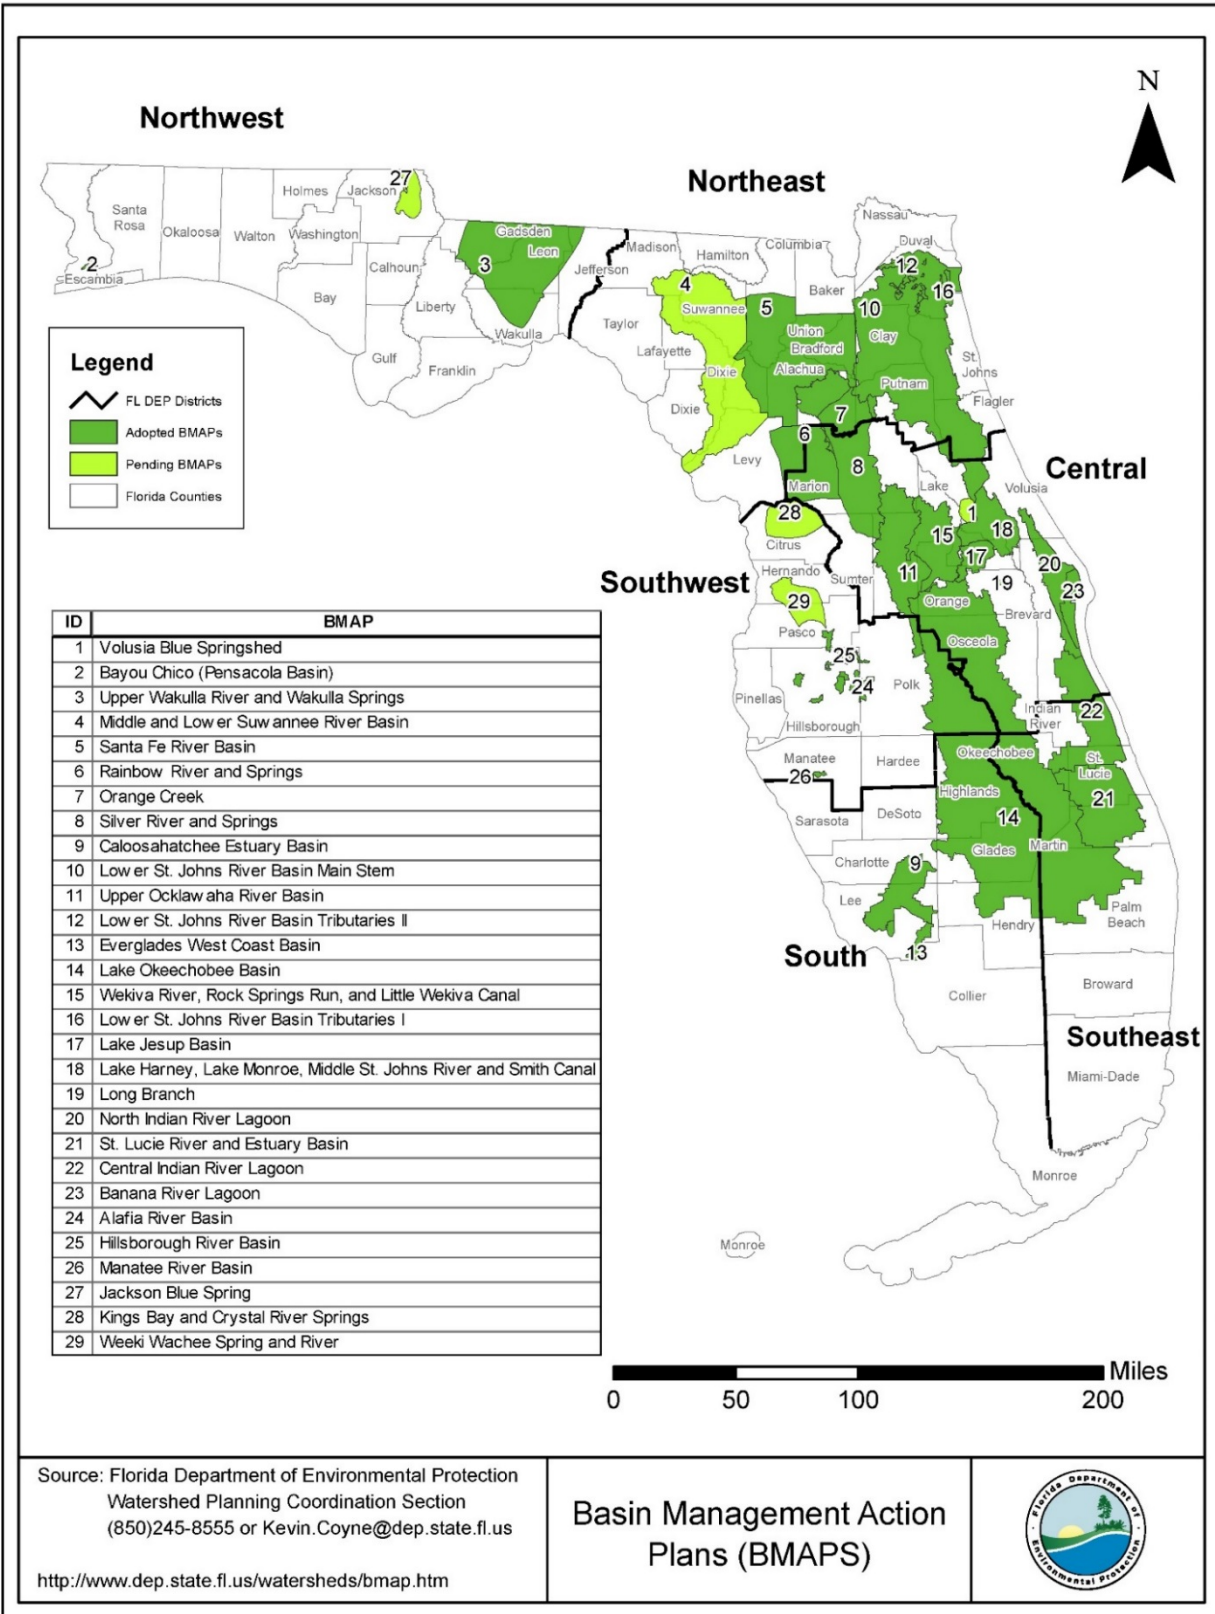 N
Northwest
Northeast
Central
Southwest
South
Southeast
Escambia
Santa
Rosa
Okaloosa
Walton
Holmes
Washington
Jackson
Bay
Calhoun
Gulf
Liberty
Franklin
Gadsden
Leon
Wakulla
Jefferson
Madison
Taylor
Hamilton
Suwannee
Lafayette
Dixie
Dixie
Columbia
Baker
Union
Bradford
Alachua
Nassau
Duval
Clay
St.
Johns
Putnam
Flagler
Levy
Marion
Lake
Volusia
Citrus
Hernando
Sumter
Pasco
Orange
Brevard
Osceola
Pinellas
Hillsborough
Polk
Indian
River
Manatee
Hardee
Okeechobee
St.
Lucie
Highlands
Sarasota
DeSoto
Charlotte
Glades
Martin
Lee
Hendry
Palm
Beach
Collier
Broward
Miami-Dade
Monroe
Monroe
27
2
3
4
5
12
16
10
7
6
8
28
1
18
15
17
19
20
23
11
29
25
24
22
26
21
14
9
13
Legend
FL DEP Districts
Adopted BMAPs
Pending BMAPs
Florida Counties
ID BMAP
1 Volusia Blue Springshed
2 Bayou Chico (Pensacola Basin)
3 Upper Wakulla River and Wakulla Springs
4 Middle and Lower Suwannee River Basin
5 Santa Fe River Basin
6 Rainbow River and Springs
7 Orange Creek
8 Silver River and Springs
9 Caloosahatchee Estuary Basin
10 Lower St. Johns River Basin Main Stem
11 Upper Ocklawaha River Basin
12 Lower St. Johns River Basin Tributaries II
13 Everglades West Coast Basin
14 Lake Okeechobee Basin
15 Wekiva River, Rock Springs Run, and Little Wekiva Canal
16 Lower St. Johns River Basin Tributaries I
17 Lake Jesup Basin
18 Lake Harney, Lake Monroe, Middle St. Johns River and Smith Canal
19 Long Branch
20 North Indian River Lagoon
21 St. Lucie River and Estuary Basin
22 Central Indian River Lagoon
23 Banana River Lagoon
24 Alafia River Basin
25 Hillsborough River Basin
26 Manatee River Basin
27 Jackson Blue Spring
28 Kings Bay and Crystal River Springs
29 Weeki Wachee Spring and River
Miles
0 50 100 200
Source: Florida Department of Environmental Protection
Watershed Planning Coordination Section
(850)245-8555 or Kevin.Coyne@dep.state.fl.us
http://www.dep.state.fl.us/watersheds/bmap.htm
Basin Management Action
Plans (BMAPS)
Florida Department of
Environmental Protection